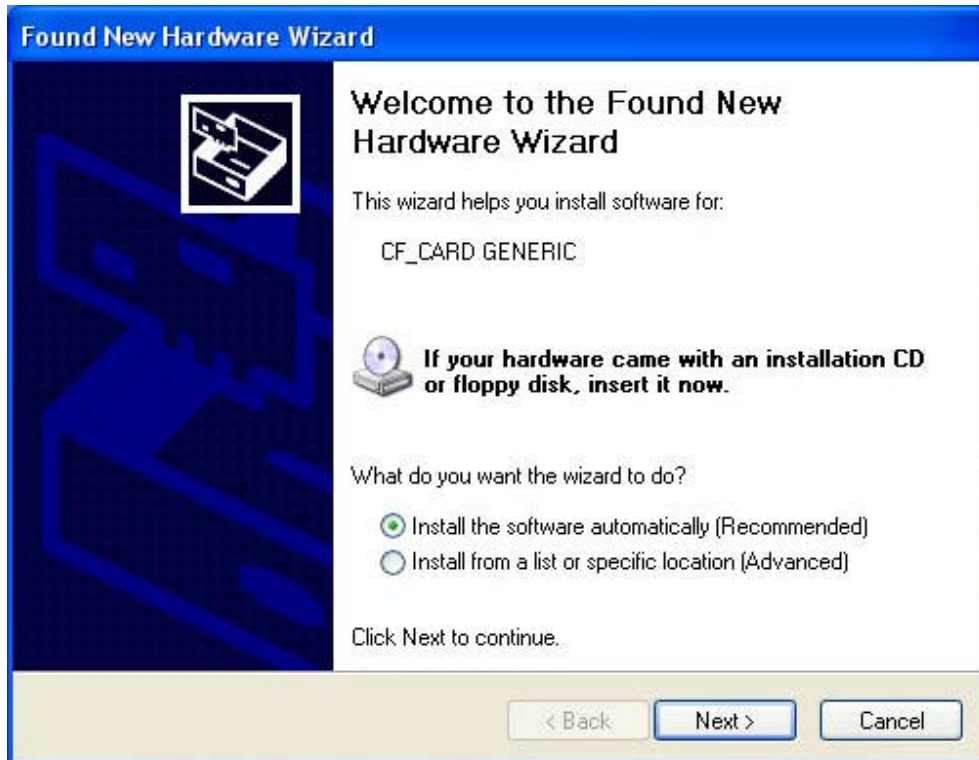 Found New Hardware Wizard
Welcome to the Found New
Hardware Wizard
This wizard helps you install software for:
CF_CARD GENERIC
If your hardware came with an installation CD
or floppy disk, insert it now.
What do you want the wizard to do?
Install the software automatically (Recommended)
Install from a list or specific location (Advanced)
Click Next to continue.
< Back
Next >
Cancel